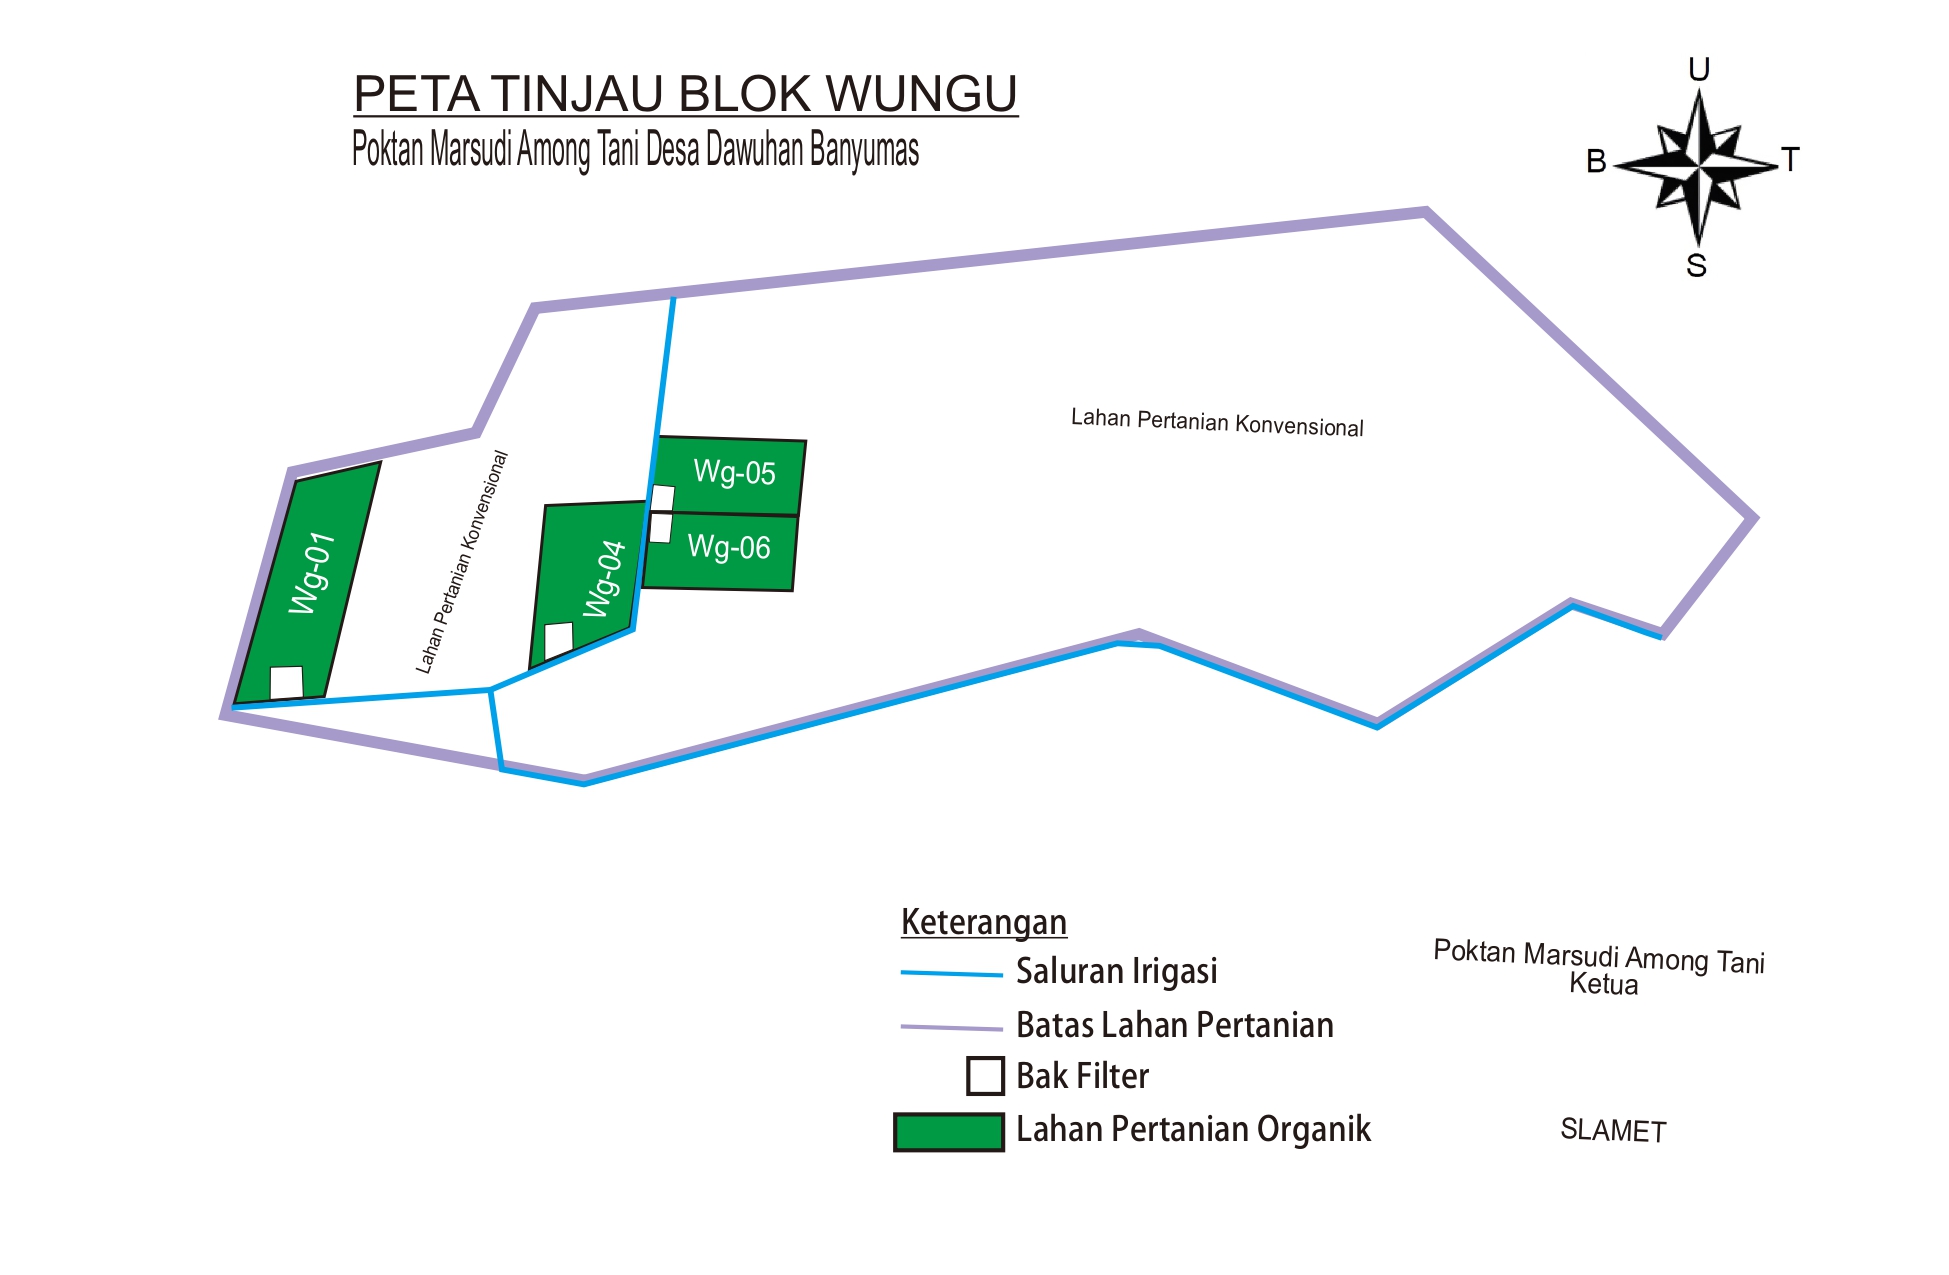 PETA TINJAU BLOK WUNGU
Poktan Marsudi Among Tani Desa Dawuhan Banyumas
U
B
T
S
Lahan Pertanian Konvensional
Lahan Pertanian Konvensional
Wg-05
Wg-06
Wg-04
Wg-01
Keterangan
Saluran Irigasi
Batas Lahan Pertanian
Bak Filter
Lahan Pertanian Organik
Poktan Marsudi Among Tani
Ketua
SLAMET